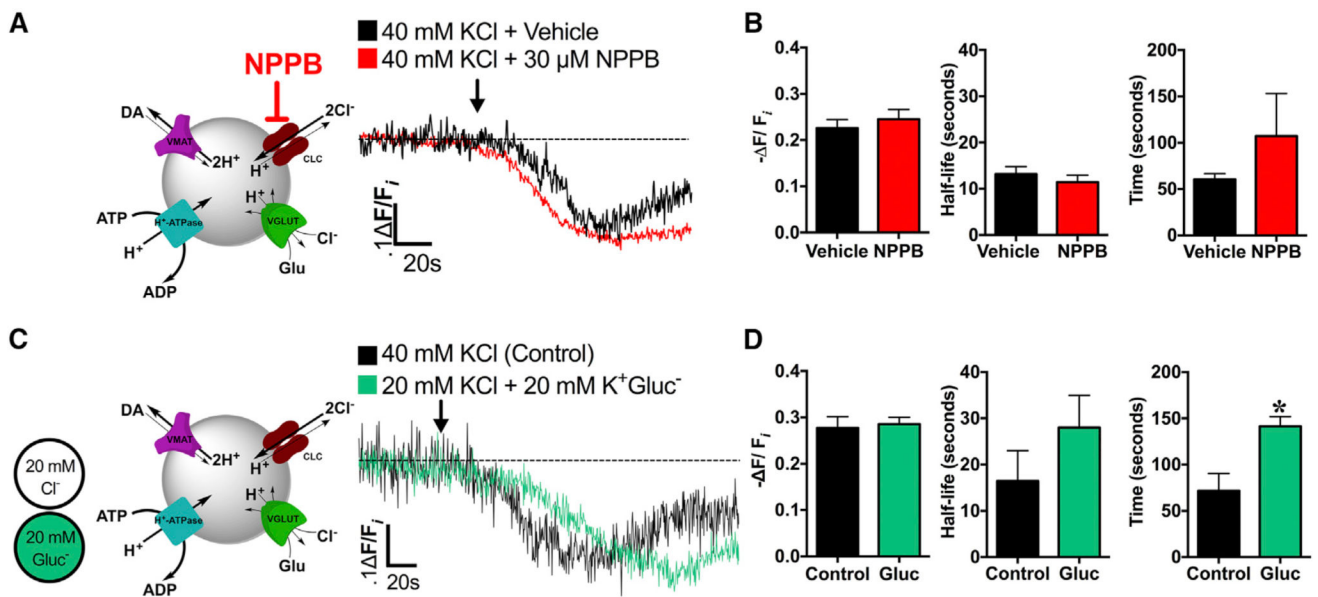 A
NPPB
DA
2Cl-
VMAT
2H+
H+
CLC
ATP
H+-ATPase
H+
VGLUT
H+
Cl-
Glu
ADP
40 mM KCl + Vehicle
40 mM KCl + 30 µM NPPB
.1ΔF/Fi
20s
B
-ΔF/ Fi
0.4
0.3
0.2
0.1
0.0
Vehicle NPPB
Half-life (seconds)
40
30
20
10
0
Vehicle NPPB
Time (seconds)
200
150
100
50
0
Vehicle NPPB
C
20 mM
Cl-
20 mM
Gluc-
DA
2Cl-
VMAT
2H+
H+
CLC
ATP
H+-ATPase
H+
VGLUT
H+
Cl-
Glu
ADP
40 mM KCl (Control)
20 mM KCl + 20 mM K+Gluc-
.1ΔF/Fi
20s
D
-ΔF/ Fi
0.4
0.3
0.2
0.1
0.0
Control Gluc
Half-life (seconds)
40
30
20
10
0
Control Gluc
Time (seconds)
200
150
100
50
0
*
Control Gluc